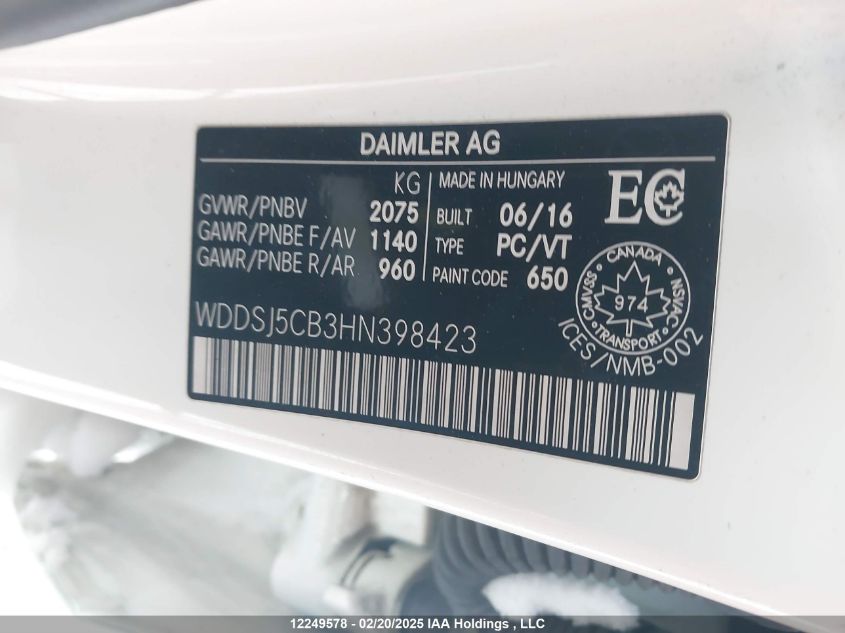 DAIMLER AG
KG
GVWR/PNBV 2075
GAWR/PNBE F/AV 1140
GAWR/PNBE R/AR 960
MADE IN HUNGARY
BUILT 06/16
TYPE PC/VT
PAINT CODE 650
EC
CANADA
CMVSS 974 NSVAC
TRANSPORT
ICES/NMB-002
WDDSJ5CB3HN398423
12249578 - 02/20/2025 IAA Holdings , LLC